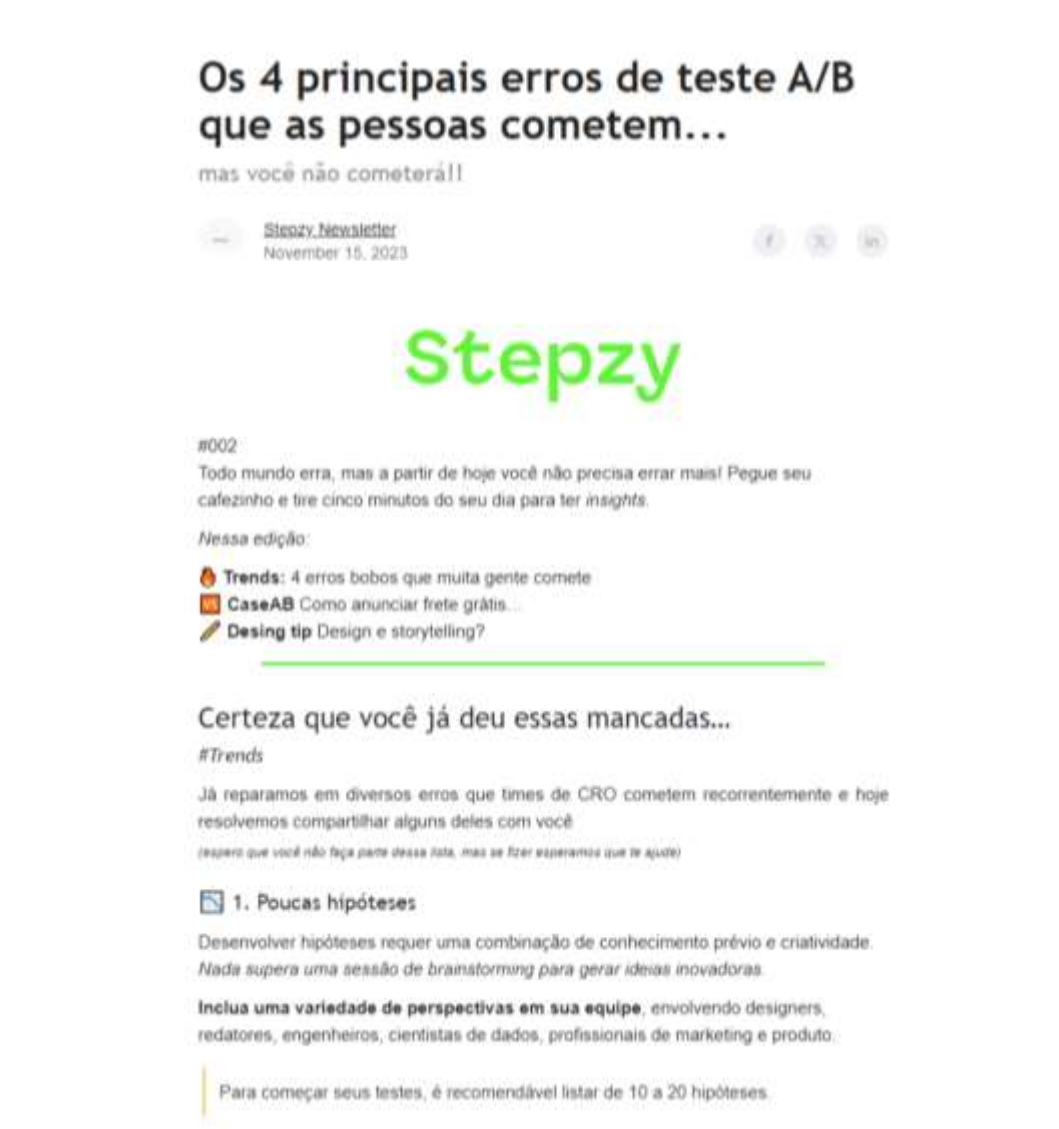 Os 4 principais erros de teste A/B
que as pessoas cometem...
mas você não cometerá!!
Stepzy Newsletter
November 15, 2023
f
X
in
Stepzy
#002
Todo mundo erra, mas a partir de hoje você não precisa errar mais! Pegue seu
cafezinho e tire cinco minutos do seu dia para ter insights.
Nessa edição:
Trends: 4 erros bobos que muita gente comete
VS CaseAB Como anunciar frete grátis...
Desing tip Design e storytelling?
Certeza que você já deu essas mancadas...
#Trends
Já reparamos em diversos erros que times de CRO cometem recorrentemente e hoje
resolvemos compartilhar alguns deles com você
(espero que você não faça parte dessa lista, mas se fizer esperamos que te ajude)
1. Poucas hipóteses
Desenvolver hipóteses requer uma combinação de conhecimento prévio e criatividade.
Nada supera uma sessão de brainstorming para gerar ideias inovadoras.
Inclua uma variedade de perspectivas em sua equipe, envolvendo designers,
redatores, engenheiros, cientistas de dados, profissionais de marketing e produto.
Para começar seus testes, é recomendável listar de 10 a 20 hipóteses.